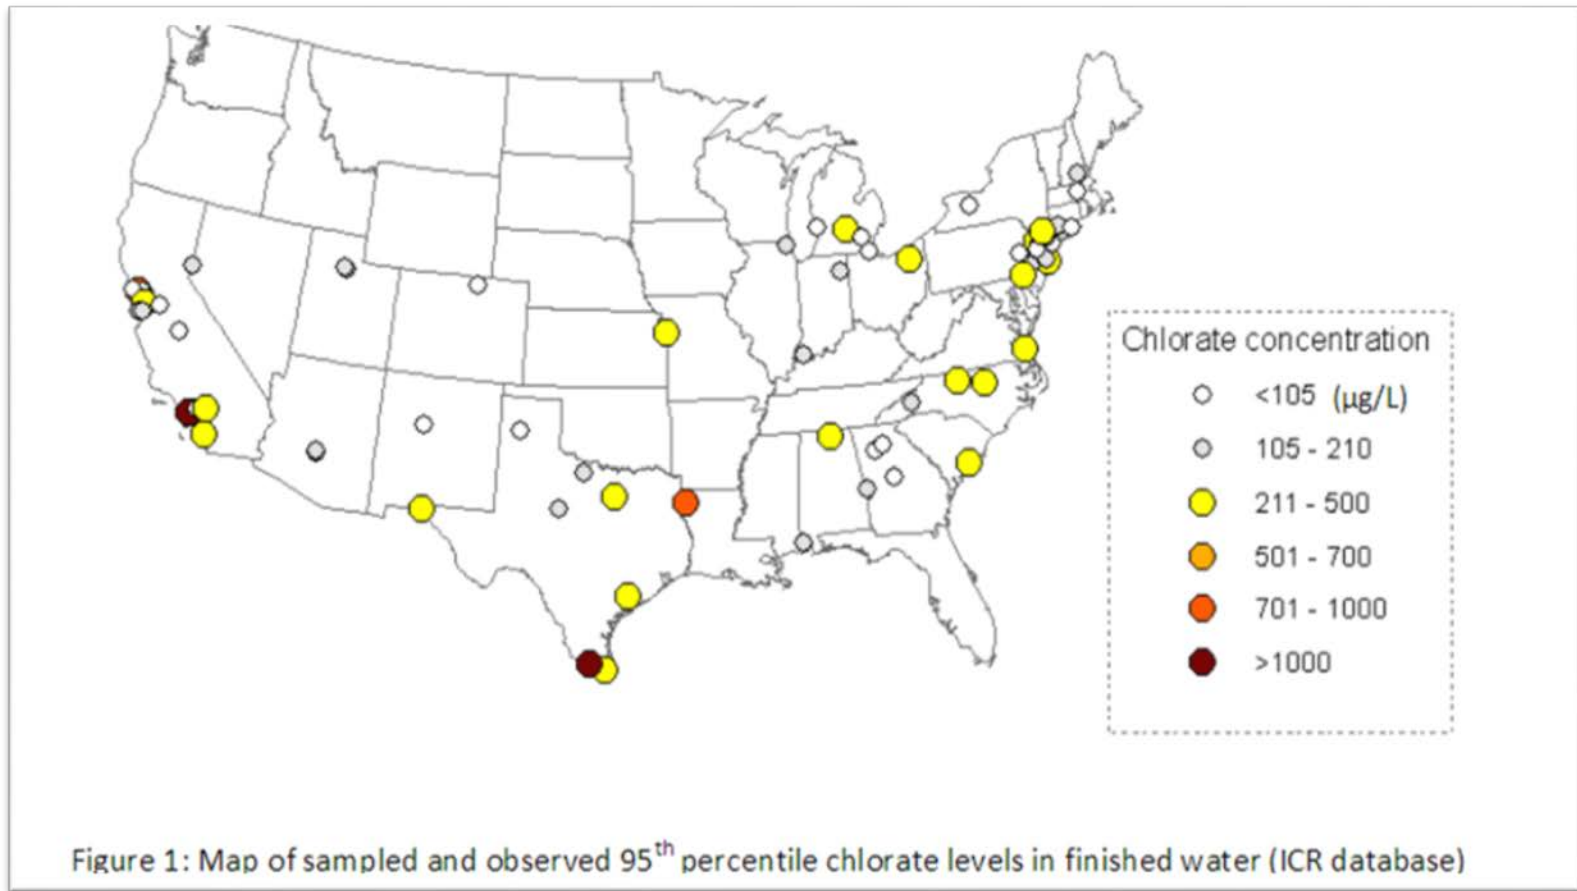 Chlorate concentration
<105 (µg/L)
105 - 210
211 - 500
501 - 700
701 - 1000
>1000
Figure 1: Map of sampled and observed 95th percentile chlorate levels in finished water (ICR database)